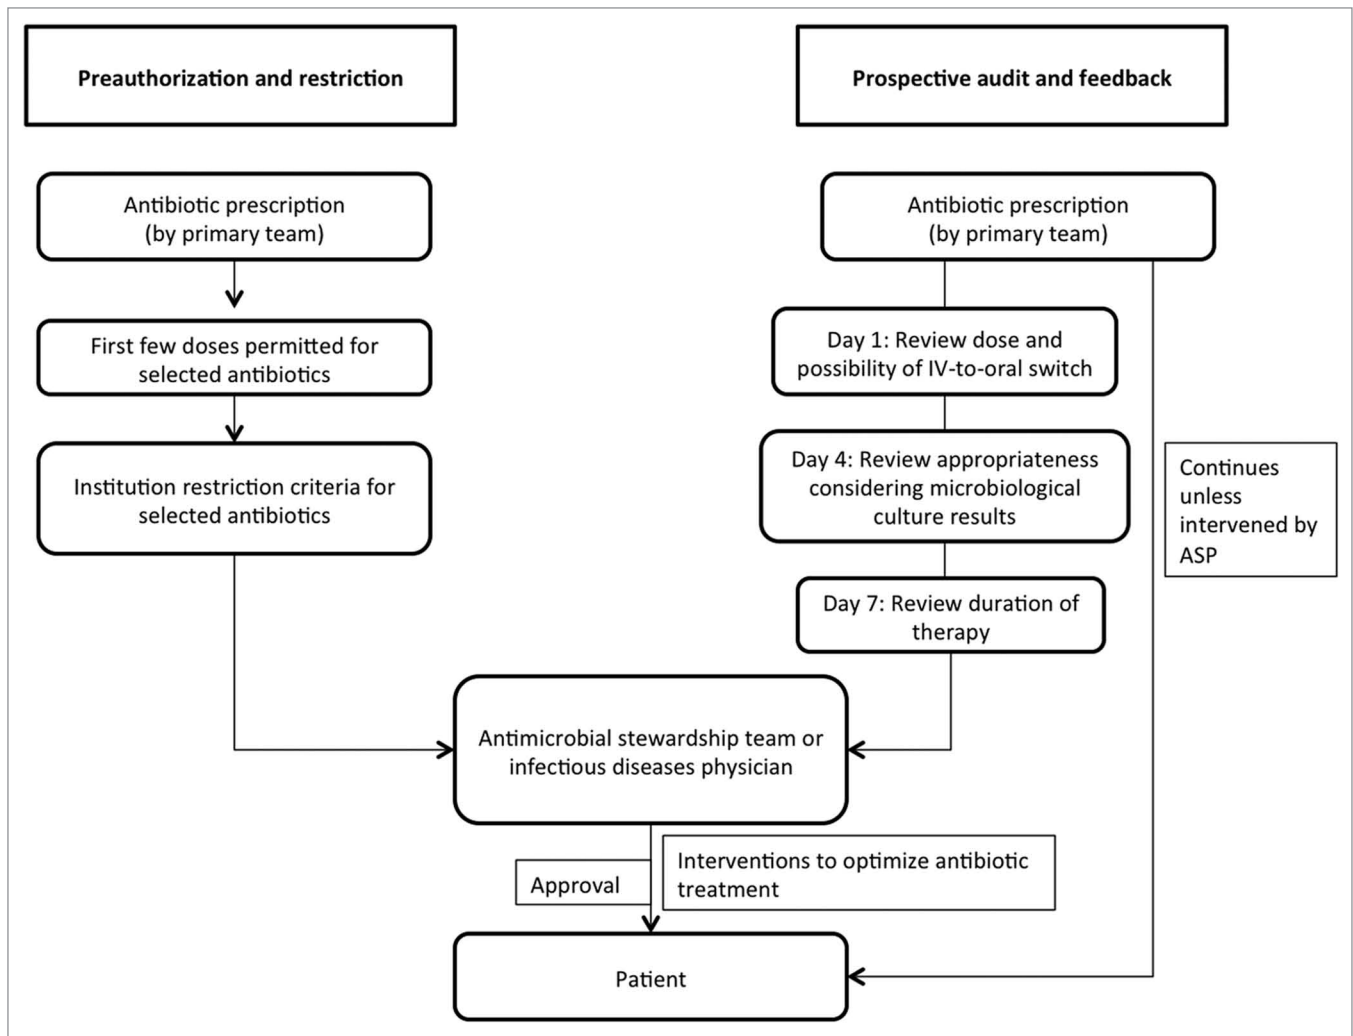 Preauthorization and restriction
Prospective audit and feedback
Antibiotic prescription
(by primary team)
First few doses permitted for
selected antibiotics
Institution restriction criteria for
selected antibiotics
Antibiotic prescription
(by primary team)
Day 1: Review dose and
possibility of IV-to-oral switch
Day 4: Review appropriateness
considering microbiological
culture results
Day 7: Review duration of
therapy
Continues
unless
intervened by
ASP
Antimicrobial stewardship team or
infectious diseases physician
Approval
Interventions to optimize antibiotic
treatment
Patient